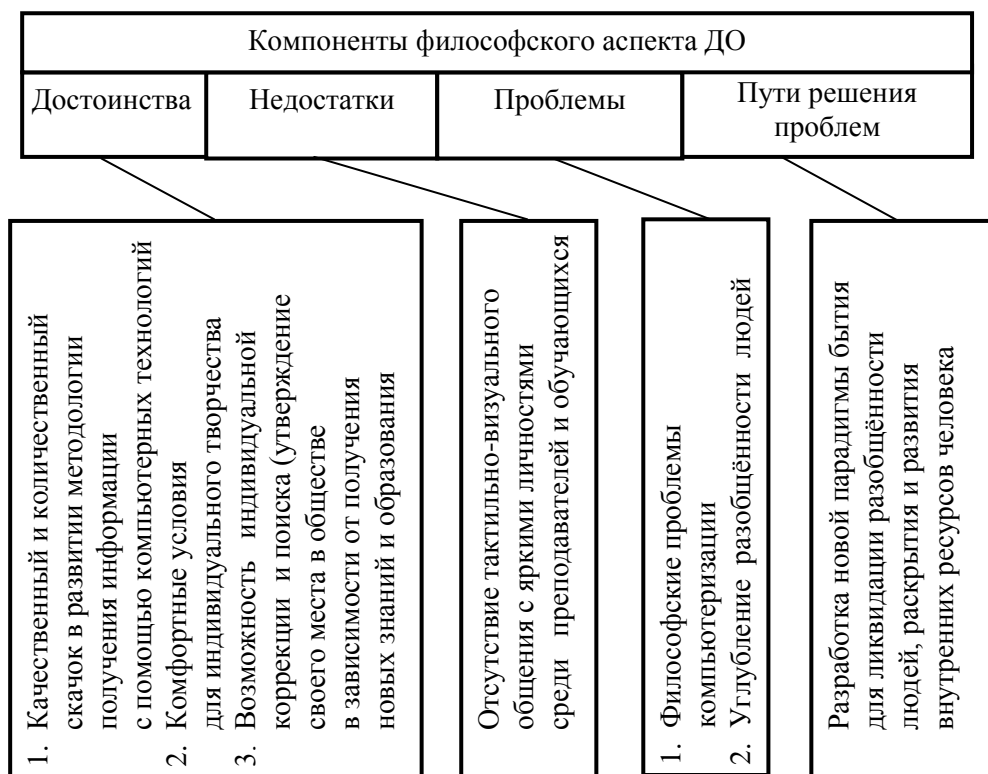 Компоненты философского аспекта ДО
Достоинства
Недостатки
Проблемы
Пути решения
проблем
1. Качественный и количественный
скачок в развитии методологии
получения информации
с помощью компьютерных технологий
2. Комфортные условия
для индивидуального творчества
3. Возможность индивидуальной
коррекции и поиска (утверждение
своего места в обществе
в зависимости от получения
новых знаний и образования
Отсутствие тактильно-визуального
общения с яркими личностями
среди преподавателей и обучающихся
1. Философские проблемы
компьютеризации
2. Углубление разобщённости людей
Разработка новой парадигмы бытия
для ликвидации разобщённости
людей, раскрытия и развития
внутренних ресурсов человека